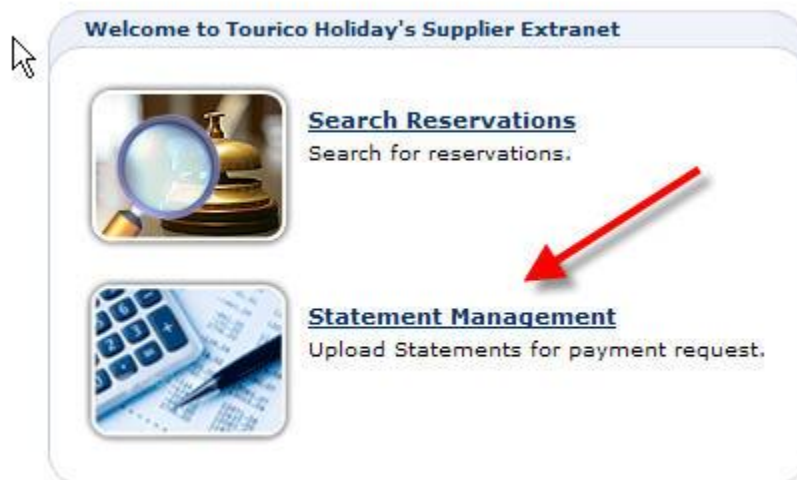 Welcome to Tourico Holiday's Supplier Extranet
Search Reservations
Search for reservations.
Statement Management
Upload Statements for payment request.